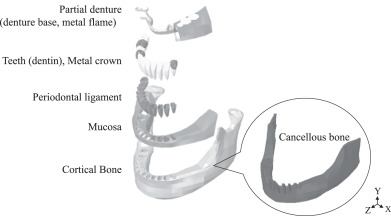 Partial denture
(denture base, metal flame)
Teeth (dentin), Metal crown
Periodontal ligament
Mucosa
Cancellous bone
Cortical Bone
Y
Z
X